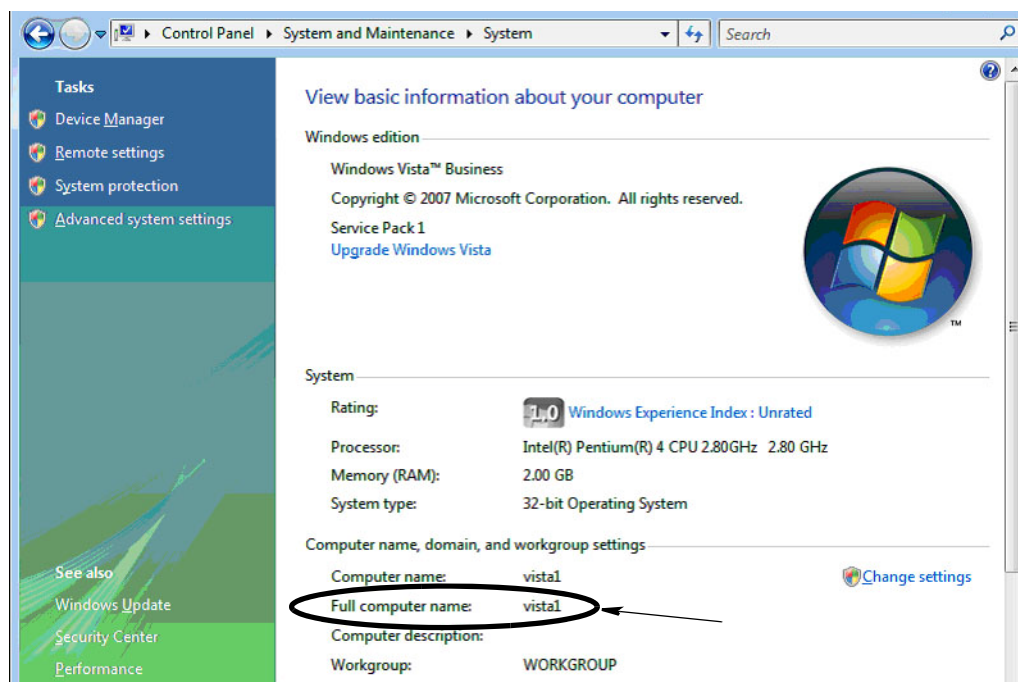 Control Panel ▸ System and Maintenance ▸ System
Search
Tasks
Device Manager
Remote settings
System protection
Advanced system settings
See also
Windows Update
Security Center
Performance
View basic information about your computer
Windows edition
Windows Vista™ Business
Copyright © 2007 Microsoft Corporation. All rights reserved.
Service Pack 1
Upgrade Windows Vista
TM
System
Rating: 1.0 Windows Experience Index : Unrated
Processor: Intel(R) Pentium(R) 4 CPU 2.80GHz 2.80 GHz
Memory (RAM): 2.00 GB
System type: 32-bit Operating System
Computer name, domain, and workgroup settings
Computer name: vista1 Change settings
Full computer name: vista1
Computer description:
Workgroup: WORKGROUP